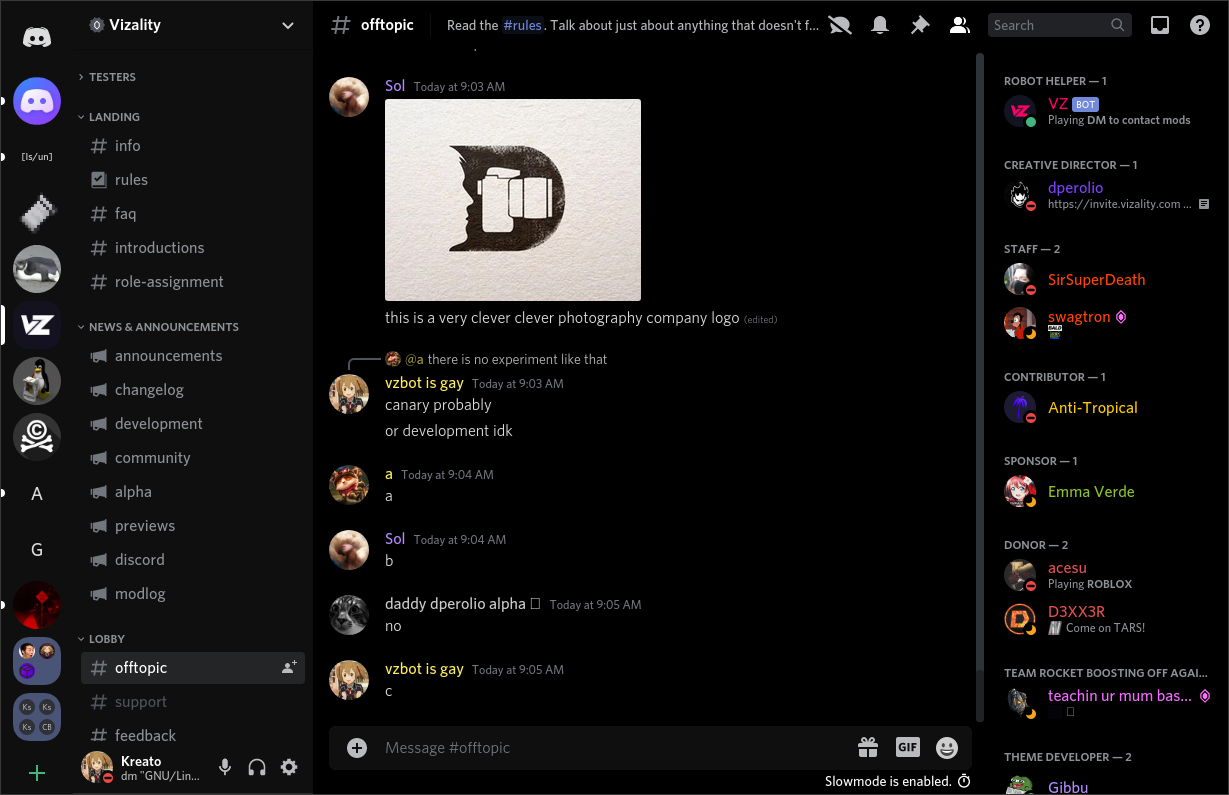 Vizality
TESTERS
LANDING
info
rules
faq
introductions
role-assignment
NEWS & ANNOUNCEMENTS
announcements
changelog
development
community
alpha
previews
discord
modlog
LOBBY
offtopic
support
feedback
Kreato
dm "GNU/Lin...
[ls/un]
VZ
A
G
Ks
Ks
Ks
CB
offtopic
Read the #rules. Talk about just about anything that doesn't f...
Search
Sol Today at 9:03 AM
this is a very clever clever photography company logo (edited)
@a there is no experiment like that
vzbot is gay Today at 9:03 AM
canary probably
or development idk
a Today at 9:04 AM
a
Sol Today at 9:04 AM
b
daddy dperolio alpha Today at 9:05 AM
no
vzbot is gay Today at 9:05 AM
c
Message #offtopic
GIF
Slowmode is enabled.
ROBOT HELPER — 1
VZ BOT
Playing DM to contact mods
CREATIVE DIRECTOR — 1
dperolio
https://invite.vizality.com ...
STAFF — 2
SirSuperDeath
swagtron
CONTRIBUTOR — 1
Anti-Tropical
SPONSOR — 1
Emma Verde
DONOR — 2
acesu
Playing ROBLOX
D3XX3R
Come on TARS!
TEAM ROCKET BOOSTING OFF AGAI...
teachin ur mum bas...
THEME DEVELOPER — 2
Gibbu